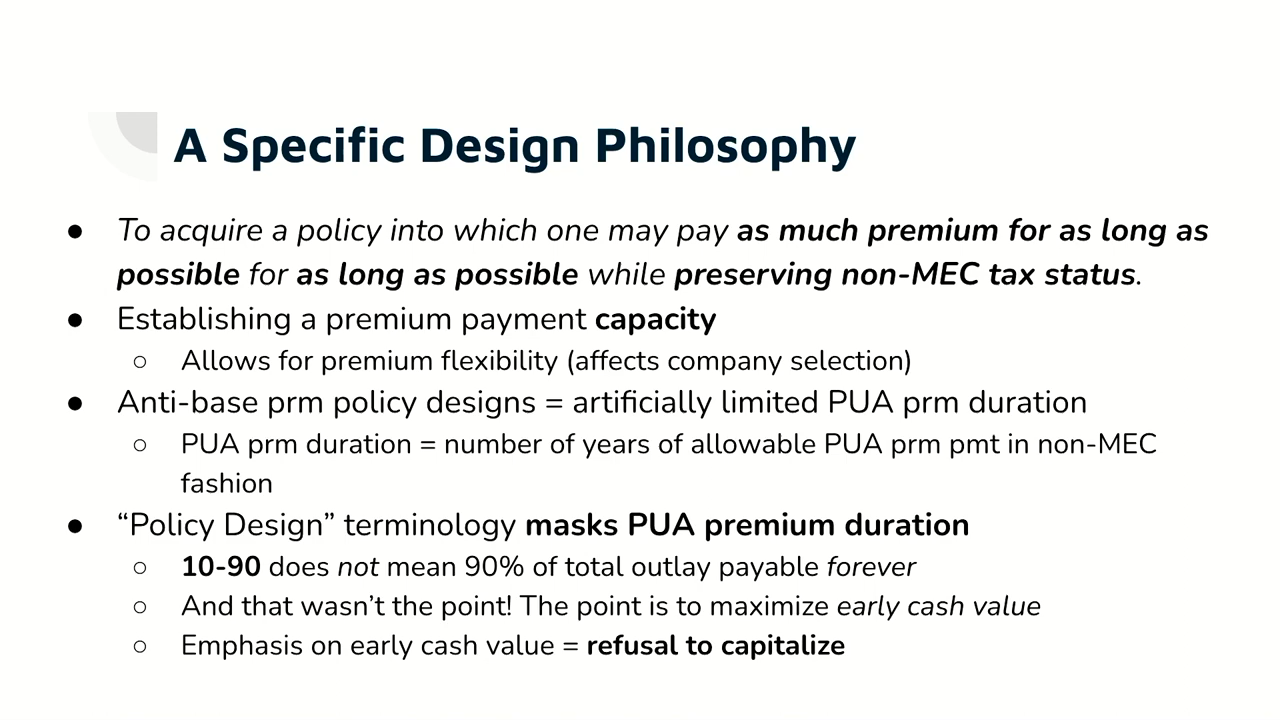 A Specific Design Philosophy
● To acquire a policy into which one may pay as much premium for as long as
possible for as long as possible while preserving non-MEC tax status.
● Establishing a premium payment capacity
○ Allows for premium flexibility (affects company selection)
● Anti-base prm policy designs = artificially limited PUA prm duration
○ PUA prm duration = number of years of allowable PUA prm pmt in non-MEC
fashion
● “Policy Design” terminology masks PUA premium duration
○ 10-90 does not mean 90% of total outlay payable forever
○ And that wasn’t the point! The point is to maximize early cash value
○ Emphasis on early cash value = refusal to capitalize